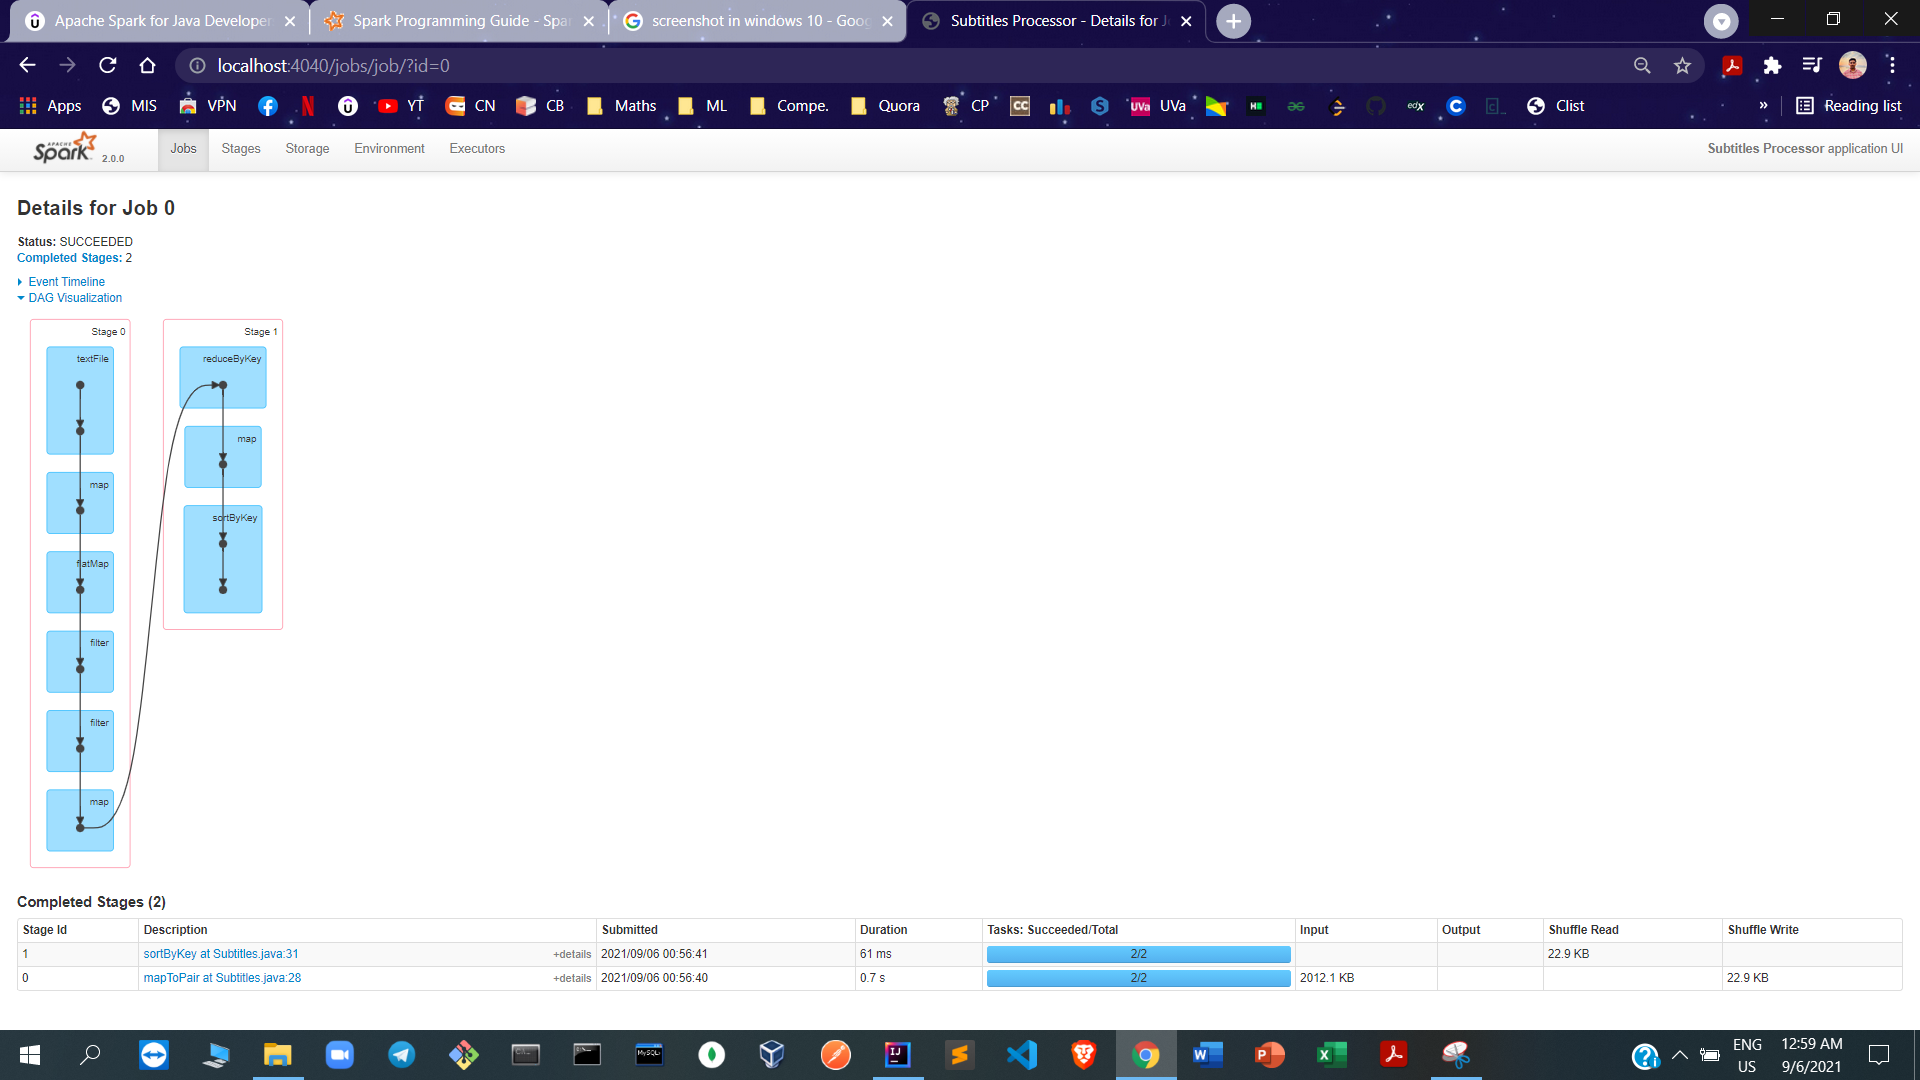 Apache Spark for Java Developer
Spark Programming Guide - Spa
screenshot in windows 10 - Goog
Subtitles Processor - Details for J
localhost:4040/jobs/job/?id=0
Apps
MIS
VPN
YT
CN
CB
Maths
ML
Compe.
Quora
CP
CC
UVa
UVa
edx
Clist
»
Reading list
APACHE Spark 2.0.0
Jobs
Stages
Storage
Environment
Executors
Subtitles Processor application UI
Details for Job 0
Status: SUCCEEDED
Completed Stages: 2
Event Timeline
DAG Visualization
Stage 0
textFile
map
flatMap
filter
filter
map
Stage 1
reduceByKey
map
sortByKey
Completed Stages (2)
Stage Id Description Submitted Duration Tasks: Succeeded/Total Input Output Shuffle Read Shuffle Write
1 sortByKey at Subtitles.java:31 +details 2021/09/06 00:56:41 61 ms 2/2 22.9 KB
0 mapToPair at Subtitles.java:28 +details 2021/09/06 00:56:40 0.7 s 2/2 2012.1 KB 22.9 KB
ENG
US
12:59 AM
9/6/2021